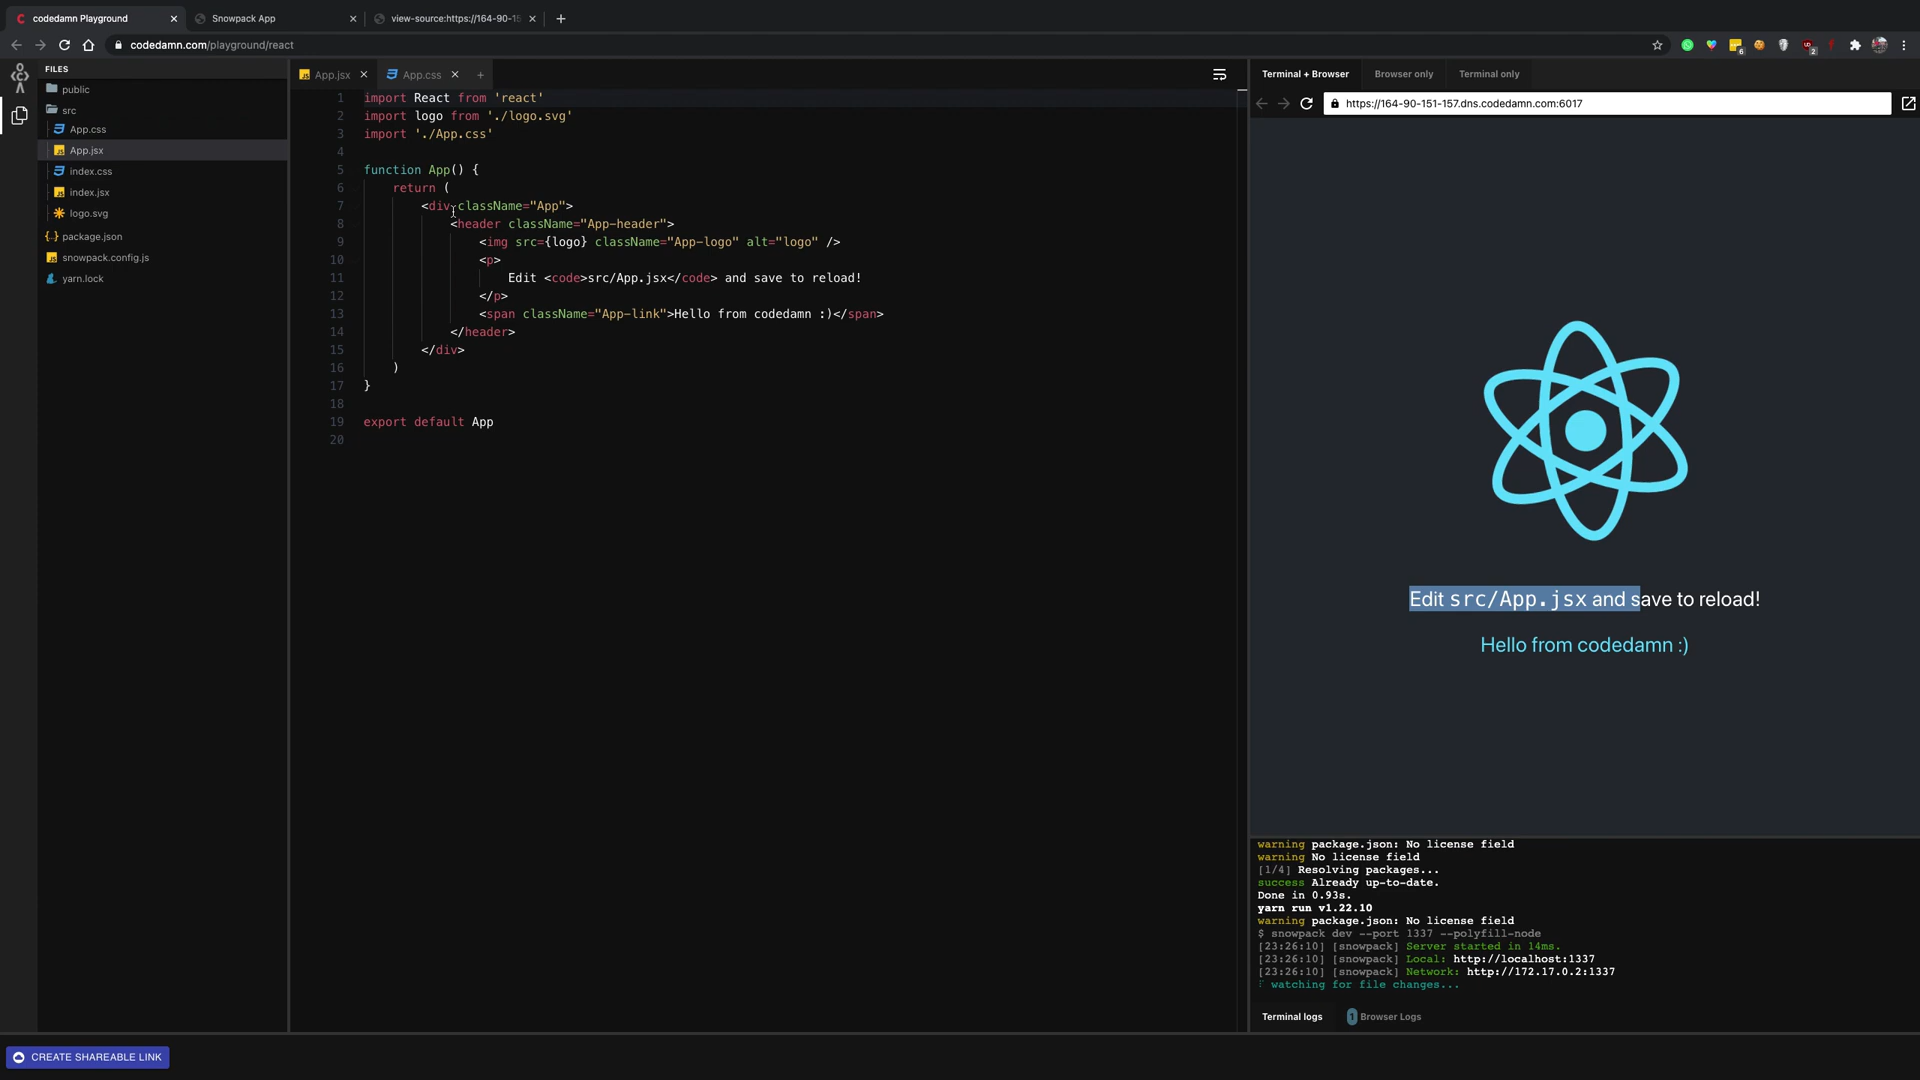 codedamn Playground
Snowpack App
view-source:https://164-90-15
codedamn.com/playground/react
6
2
FILES
public
src
App.css
App.jsx
index.css
index.jsx
logo.svg
package.json
snowpack.config.js
yarn.lock
App.jsx
App.css
1 import React from 'react'
2 import logo from './logo.svg'
3 import './App.css'
4
5 function App() {
6 return (
7 <div className="App">
8 <header className="App-header">
9 <img src={logo} className="App-logo" alt="logo" />
10 <p>
11 Edit <code>src/App.jsx</code> and save to reload!
12 </p>
13 <span className="App-link">Hello from codedamn :)</span>
14 </header>
15 </div>
16 )
17 }
18
19 export default App
20
Terminal + Browser
Browser only
Terminal only
https://164-90-151-157.dns.codedamn.com:6017
Edit src/App.jsx and save to reload!
Hello from codedamn :)
warning package.json: No license field
warning No license field
[1/4] Resolving packages...
success Already up-to-date.
Done in 0.93s.
yarn run v1.22.10
warning package.json: No license field
$ snowpack dev --port 1337 --polyfill-node
[23:26:10] [snowpack] Server started in 14ms.
[23:26:10] [snowpack] Local: http://localhost:1337
[23:26:10] [snowpack] Network: http://172.17.0.2:1337
watching for file changes...
Terminal logs
1 Browser Logs
CREATE SHAREABLE LINK